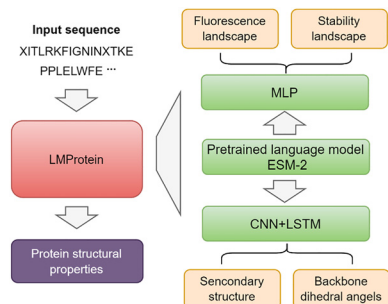 Input sequence
XITLRKFIGNINXTKE
PPLELWFE ...
LMProtein
Protein structural
properties
Fluorescence
landscape
Stability
landscape
MLP
Pretrained language model
ESM-2
CNN+LSTM
Sencondary
structure
Backbone
dihedral angels